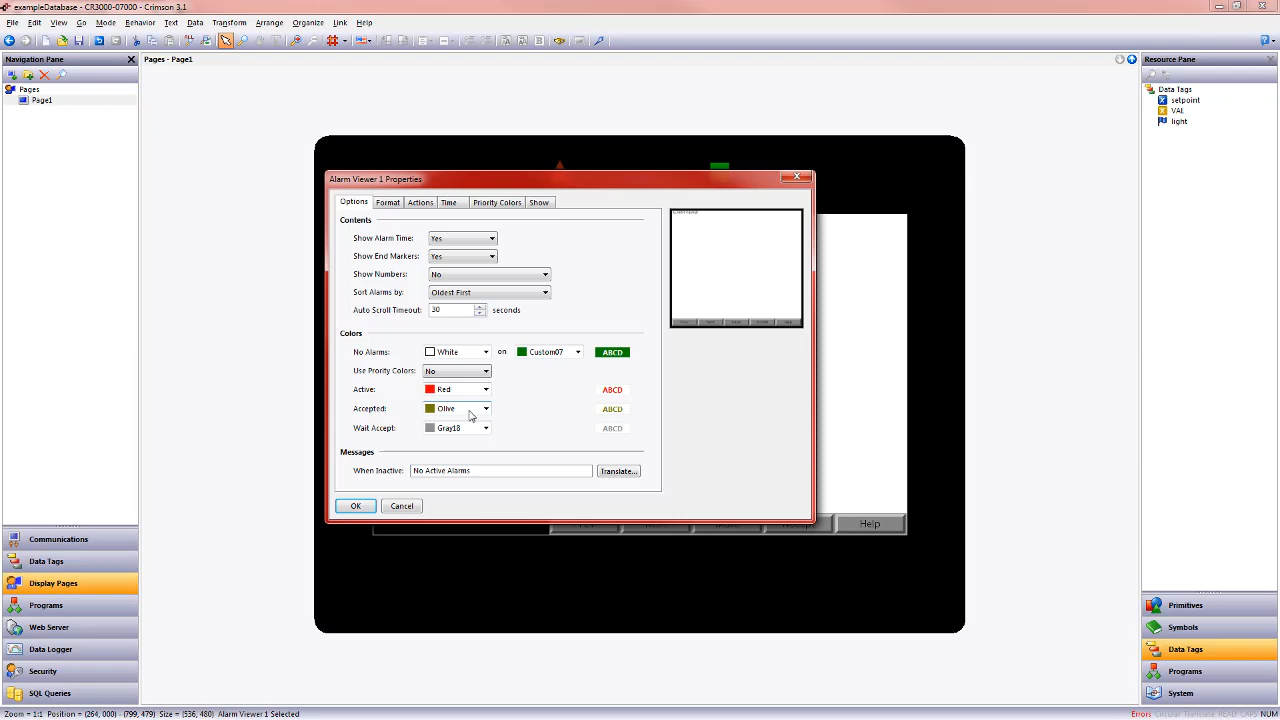 exampleDatabase - CR3000-07000 - Crimson 3.1
File Edit View Go Mode Behavior Text Data Transform Arrange Organize Link Help
Navigation Pane
Pages
Page1
Pages - Page1
Resource Pane
Data Tags
setpoint
VAL
light
Alarm Viewer 1 Properties
Options Format Actions Time Priority Colors Show
Contents
Show Alarm Time: Yes
Show End Markers: Yes
Show Numbers: No
Sort Alarms by: Oldest First
Auto Scroll Timeout: 30 seconds
Colors
No Alarms: White on Custom07 ABCD
Use Prority Colors: No
Active: Red ABCD
Accepted: Olive ABCD
Wait Accept: Gray18 ABCD
Messages
When Inactive: No Active Alarms Translate...
OK Cancel
Help
Communications
Data Tags
Display Pages
Programs
Web Server
Data Logger
Security
SQL Queries
Primitives
Symbols
Data Tags
Programs
System
Zoom = 1:1 Position = (264, 000) - (799, 479) Size = (536, 480) Alarm Viewer 1 Selected
Errors Circular Translate READ CAPS NUM